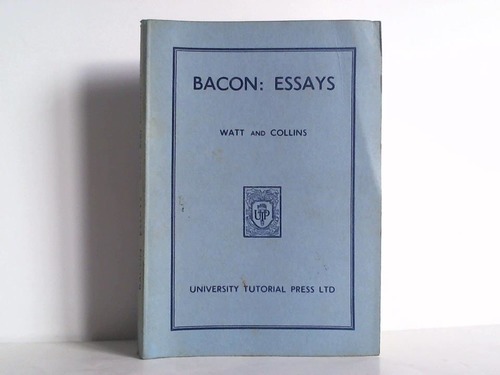 BACON: ESSAYS
WATT AND COLLINS
UTP
UNIVERSITY TUTORIAL PRESS LTD